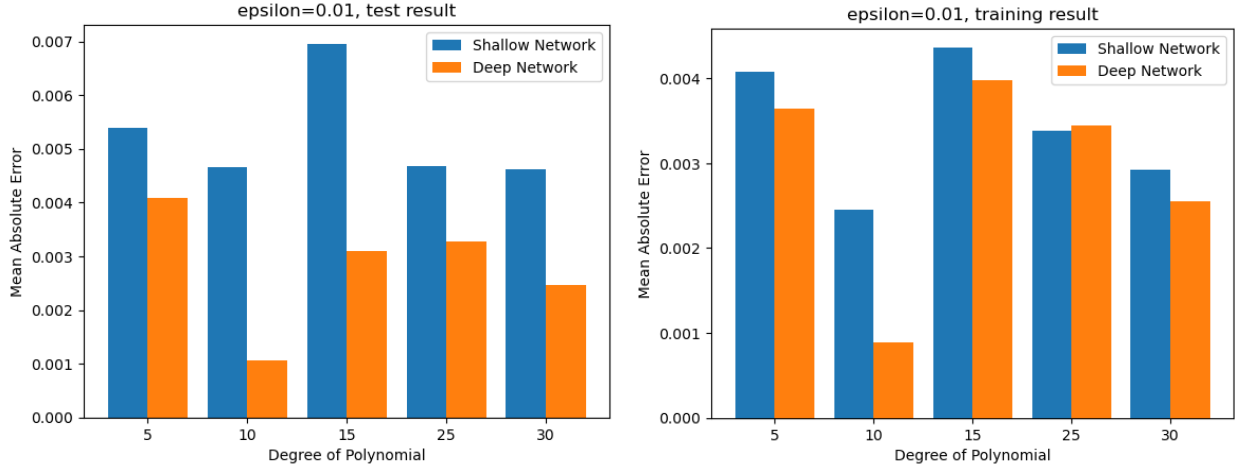 epsilon=0.01, test result
Mean Absolute Error
0.007
0.006
0.005
0.004
0.003
0.002
0.001
0.000
Shallow Network
Deep Network
5 10 15 25 30
Degree of Polynomial
epsilon=0.01, training result
Mean Absolute Error
0.004
0.003
0.002
0.001
0.000
Shallow Network
Deep Network
5 10 15 25 30
Degree of Polynomial